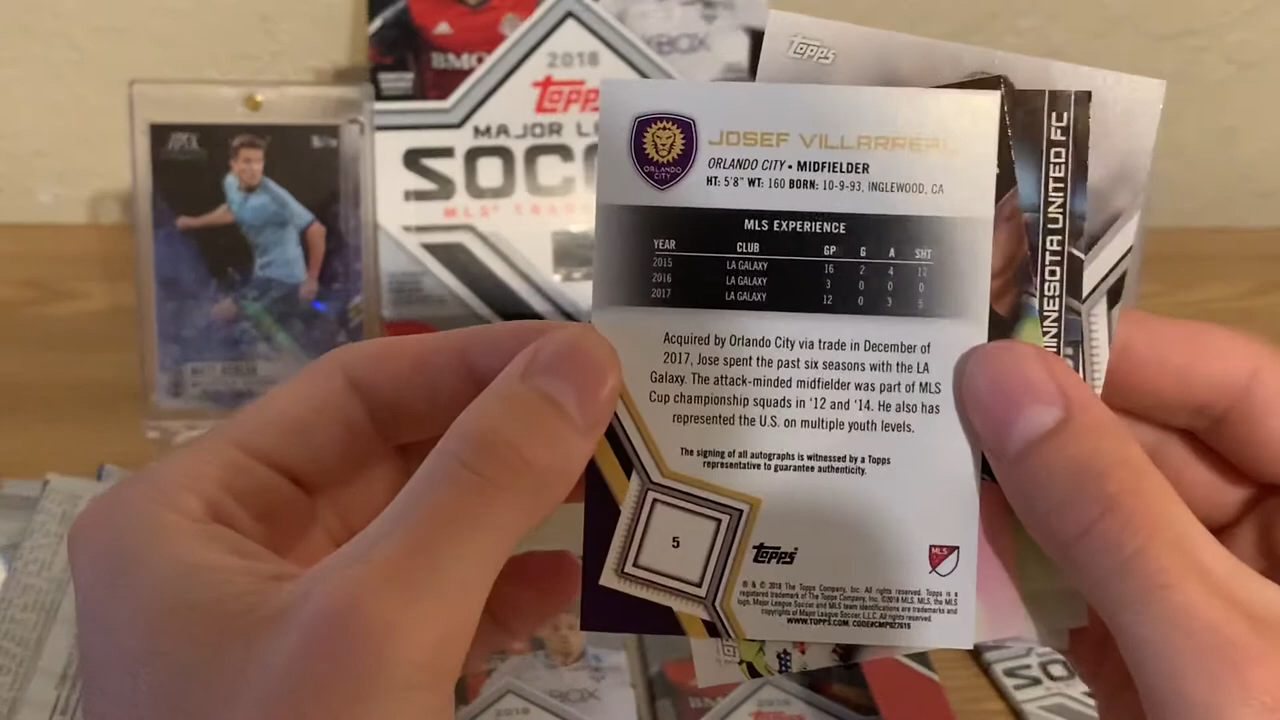 BMO
XBOX
2018
Topps
MAJOR LE
SOCC
Topps
MINNESOTA UNITED FC
ORLANDO
CITY
JOSEF VILLARREAL
ORLANDO CITY • MIDFIELDER
HT: 5'8" WT: 160 BORN: 10-9-93, INGLEWOOD, CA
MLS EXPERIENCE
YEAR CLUB GP G A SHT
2015 LA GALAXY 16 2 4 12
2016 LA GALAXY 3 0 0 0
2017 LA GALAXY 12 0 3 5
Acquired by Orlando City via trade in December of
2017, Jose spent the past six seasons with the LA
Galaxy. The attack-minded midfielder was part of MLS
Cup championship squads in '12 and '14. He also has
represented the U.S. on multiple youth levels.
The signing of all autographs is witnessed by a Topps
representative to guarantee authenticity.
5
Topps
MLS
® & © 2018 The Topps Company, Inc. All rights reserved. Topps is a
registered trademark of The Topps Company, Inc. ©2018 MLS. MLS, the MLS
logo, Major League Soccer and MLS team identifications are trademarks and
copyrights of Major League Soccer, L.L.C. All rights reserved.
WWW.TOPPS.COM. CODE#CMP027615
APEX
XBOX
2018